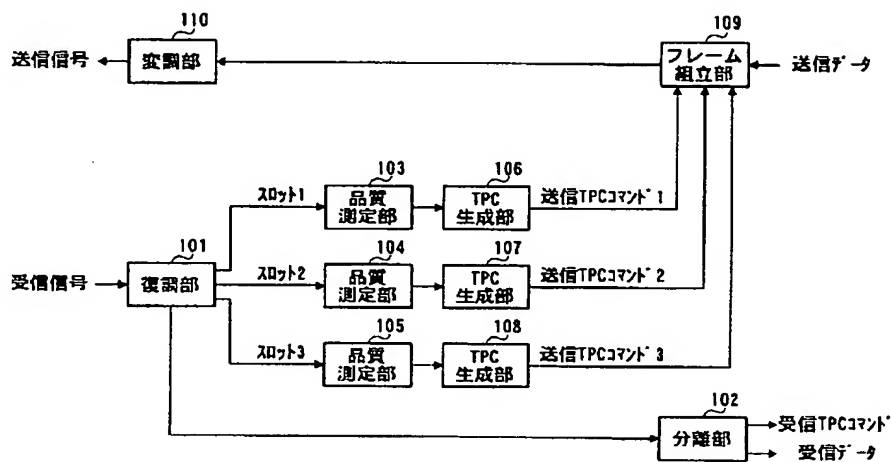 110
送信信号
変調部
109
フレーム
組立部
送信データ
103
スロット1
品質
測定部
106
TPC
生成部
送信TPCコマンド1
101
受信信号
復調部
104
スロット2
品質
測定部
107
TPC
生成部
送信TPCコマンド2
105
スロット3
品質
測定部
108
TPC
生成部
送信TPCコマンド3
102
分離部
受信TPCコマンド
受信データ